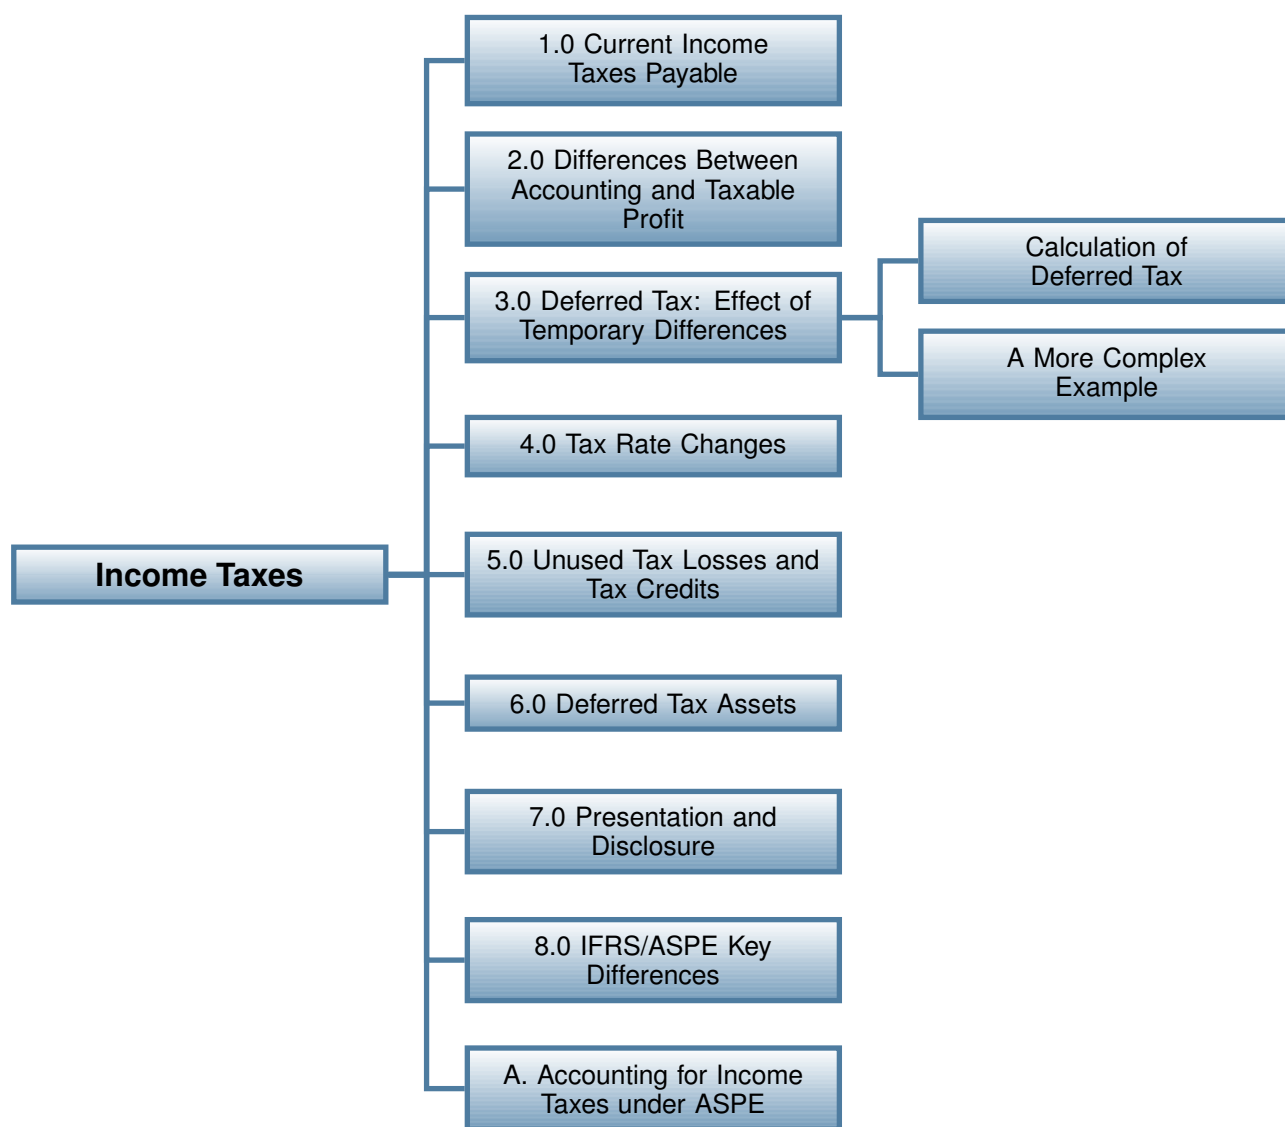 1.0 Current Income
Taxes Payable
2.0 Differences Between
Accounting and Taxable
Profit
3.0 Deferred Tax: Effect of
Temporary Differences
Calculation of
Deferred Tax
A More Complex
Example
4.0 Tax Rate Changes
Income Taxes
5.0 Unused Tax Losses and
Tax Credits
6.0 Deferred Tax Assets
7.0 Presentation and
Disclosure
8.0 IFRS/ASPE Key
Differences
A. Accounting for Income
Taxes under ASPE